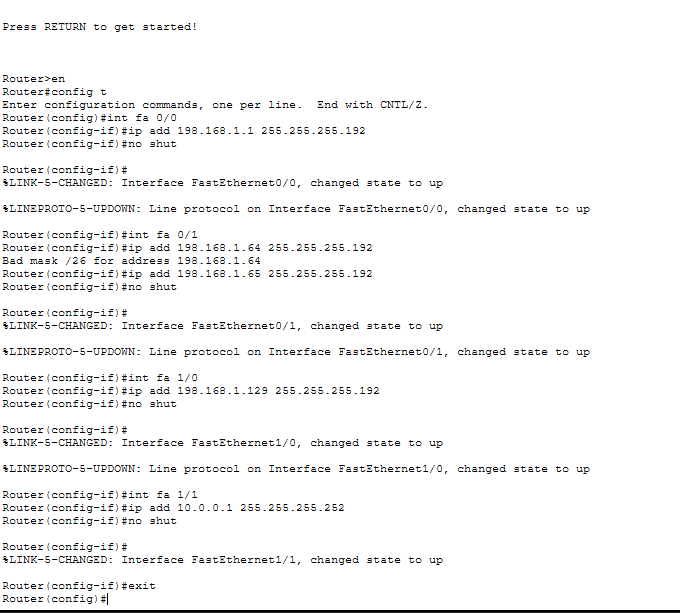 Press RETURN to get started!
Router>en
Router#config t
Enter configuration commands, one per line.  End with CNTL/Z.
Router(config)#int fa 0/0
Router(config-if)#ip add 198.168.1.1 255.255.255.192
Router(config-if)#no shut
Router(config-if)#
%LINK-5-CHANGED: Interface FastEthernet0/0, changed state to up
%LINEPROTO-5-UPDOWN: Line protocol on Interface FastEthernet0/0, changed state to up
Router(config-if)#int fa 0/1
Router(config-if)#ip add 198.168.1.64 255.255.255.192
Bad mask /26 for address 198.168.1.64
Router(config-if)#ip add 198.168.1.65 255.255.255.192
Router(config-if)#no shut
Router(config-if)#
%LINK-5-CHANGED: Interface FastEthernet0/1, changed state to up
%LINEPROTO-5-UPDOWN: Line protocol on Interface FastEthernet0/1, changed state to up
Router(config-if)#int fa 1/0
Router(config-if)#ip add 198.168.1.129 255.255.255.192
Router(config-if)#no shut
Router(config-if)#
%LINK-5-CHANGED: Interface FastEthernet1/0, changed state to up
%LINEPROTO-5-UPDOWN: Line protocol on Interface FastEthernet1/0, changed state to up
Router(config-if)#int fa 1/1
Router(config-if)#ip add 10.0.0.1 255.255.255.252
Router(config-if)#no shut
Router(config-if)#
%LINK-5-CHANGED: Interface FastEthernet1/1, changed state to up
Router(config-if)#exit
Router(config)#